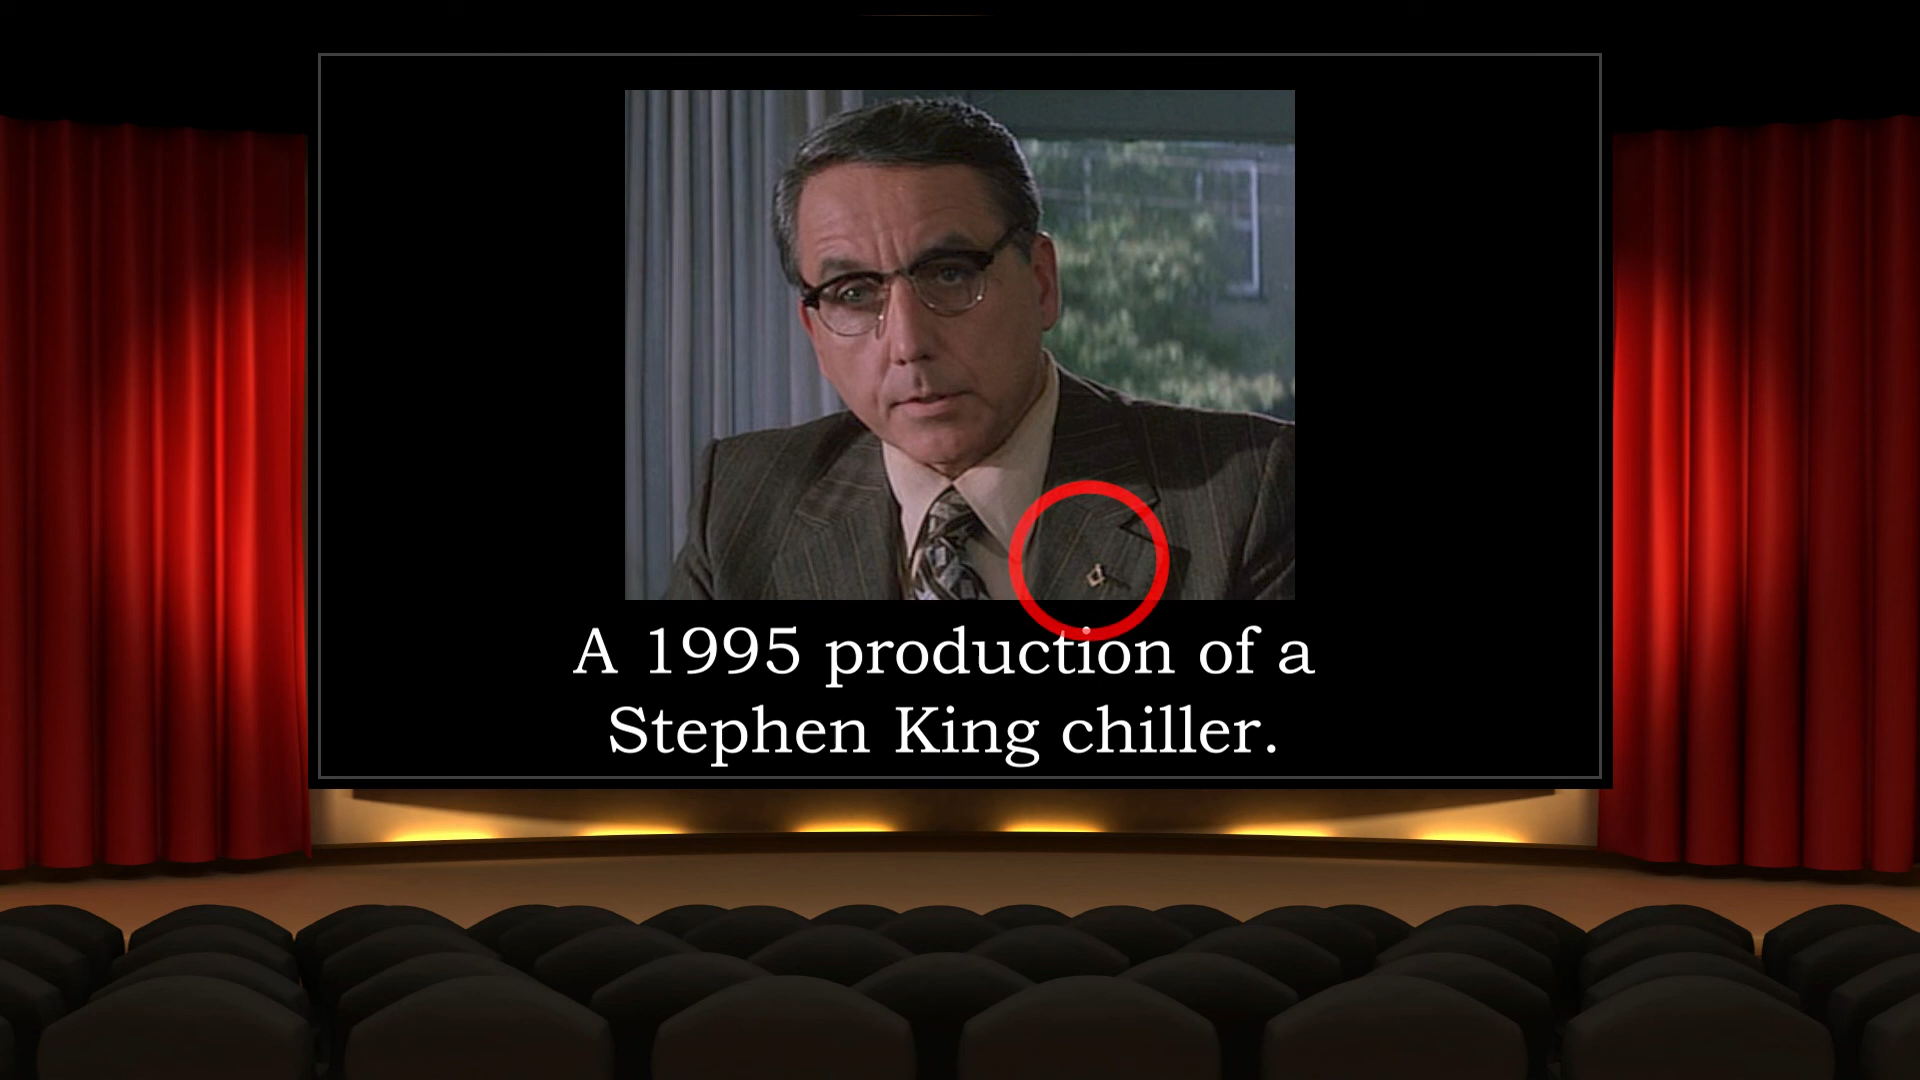 A 1995 production of a
Stephen King chiller.